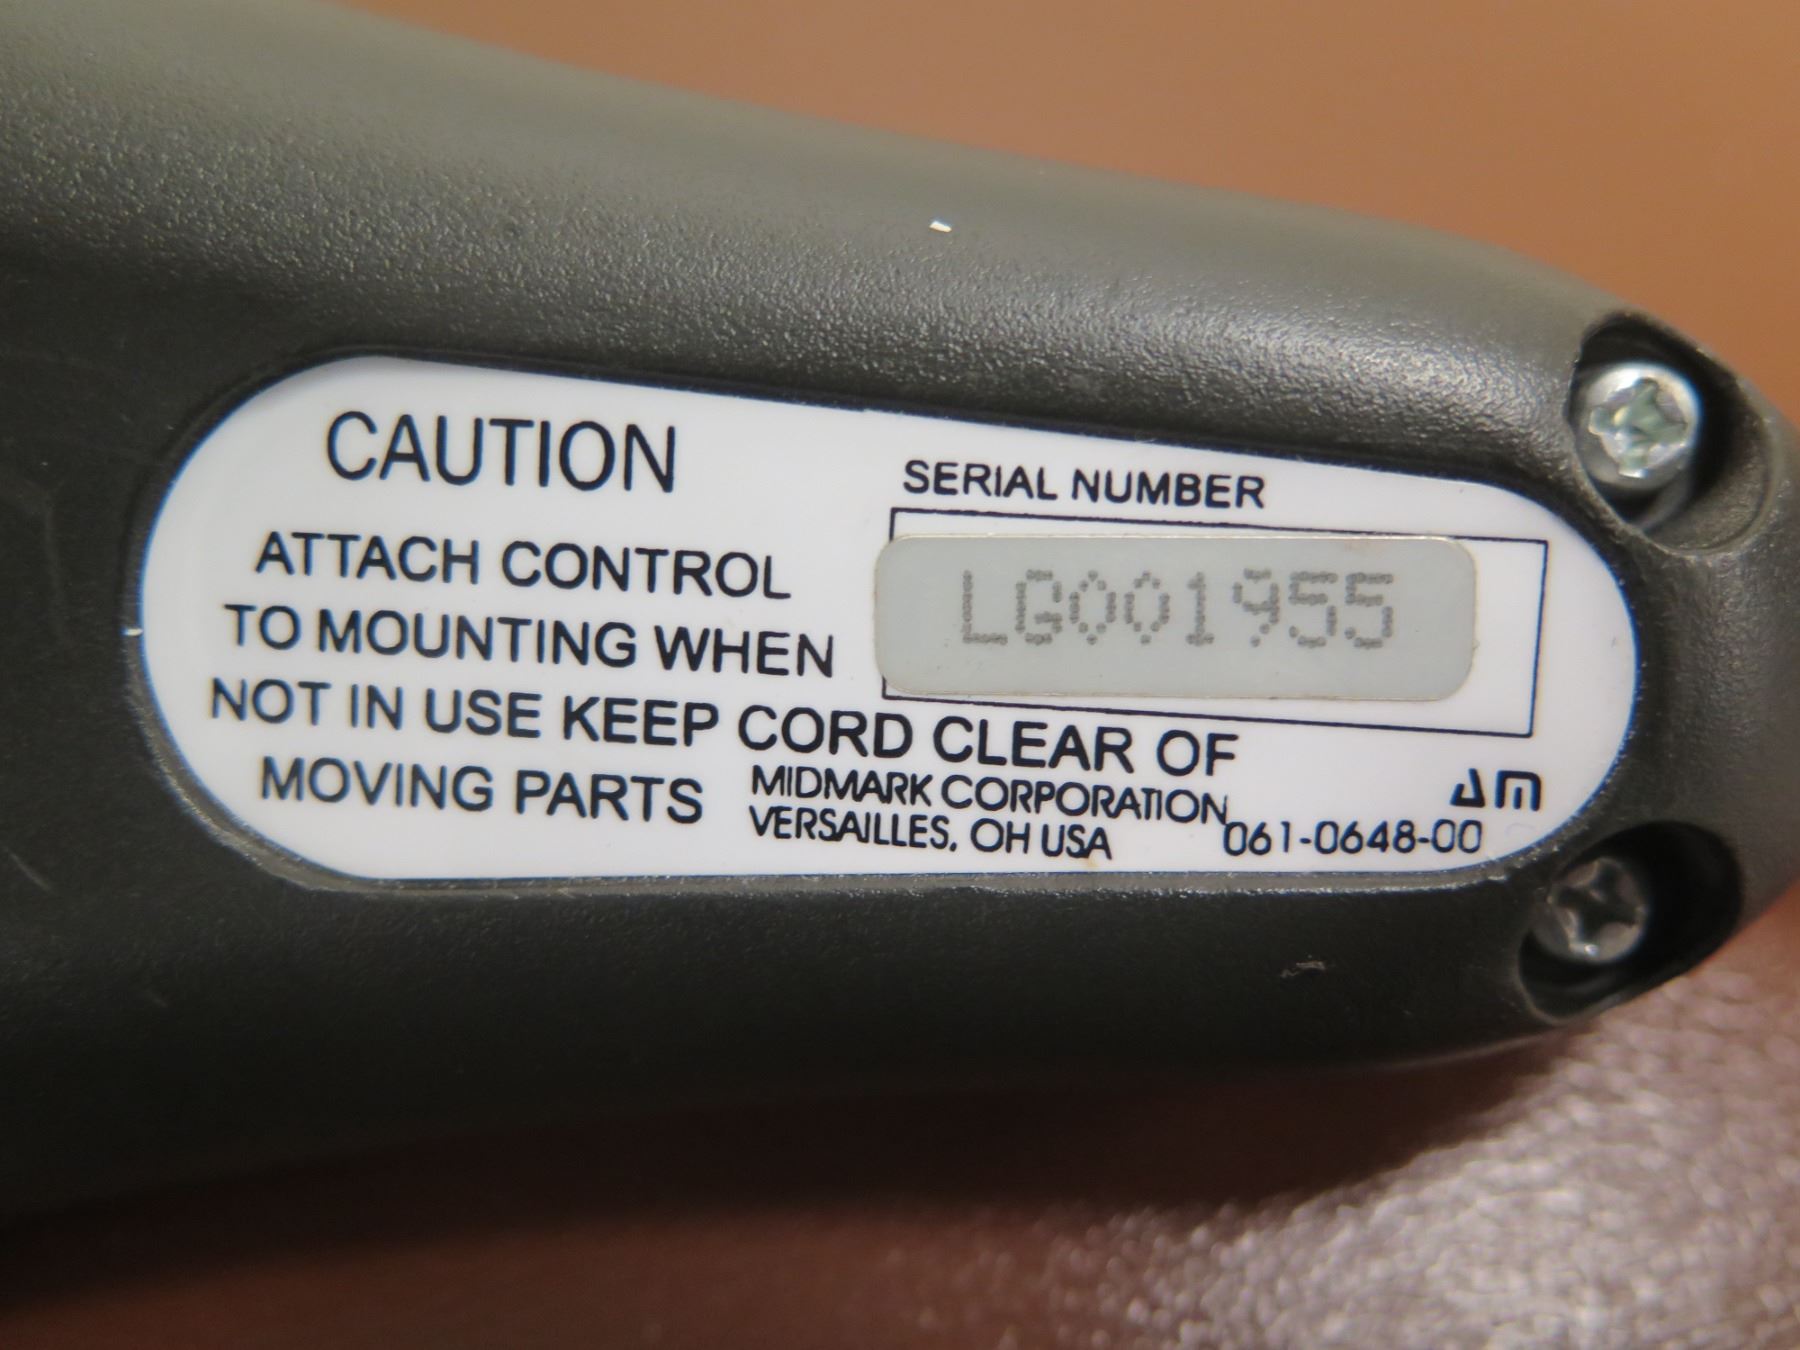 CAUTION
ATTACH CONTROL
TO MOUNTING WHEN
NOT IN USE KEEP CORD CLEAR OF
MOVING PARTS
SERIAL NUMBER
LG001955
MIDMARK CORPORATION
VERSAILLES, OH USA
061-0648-00